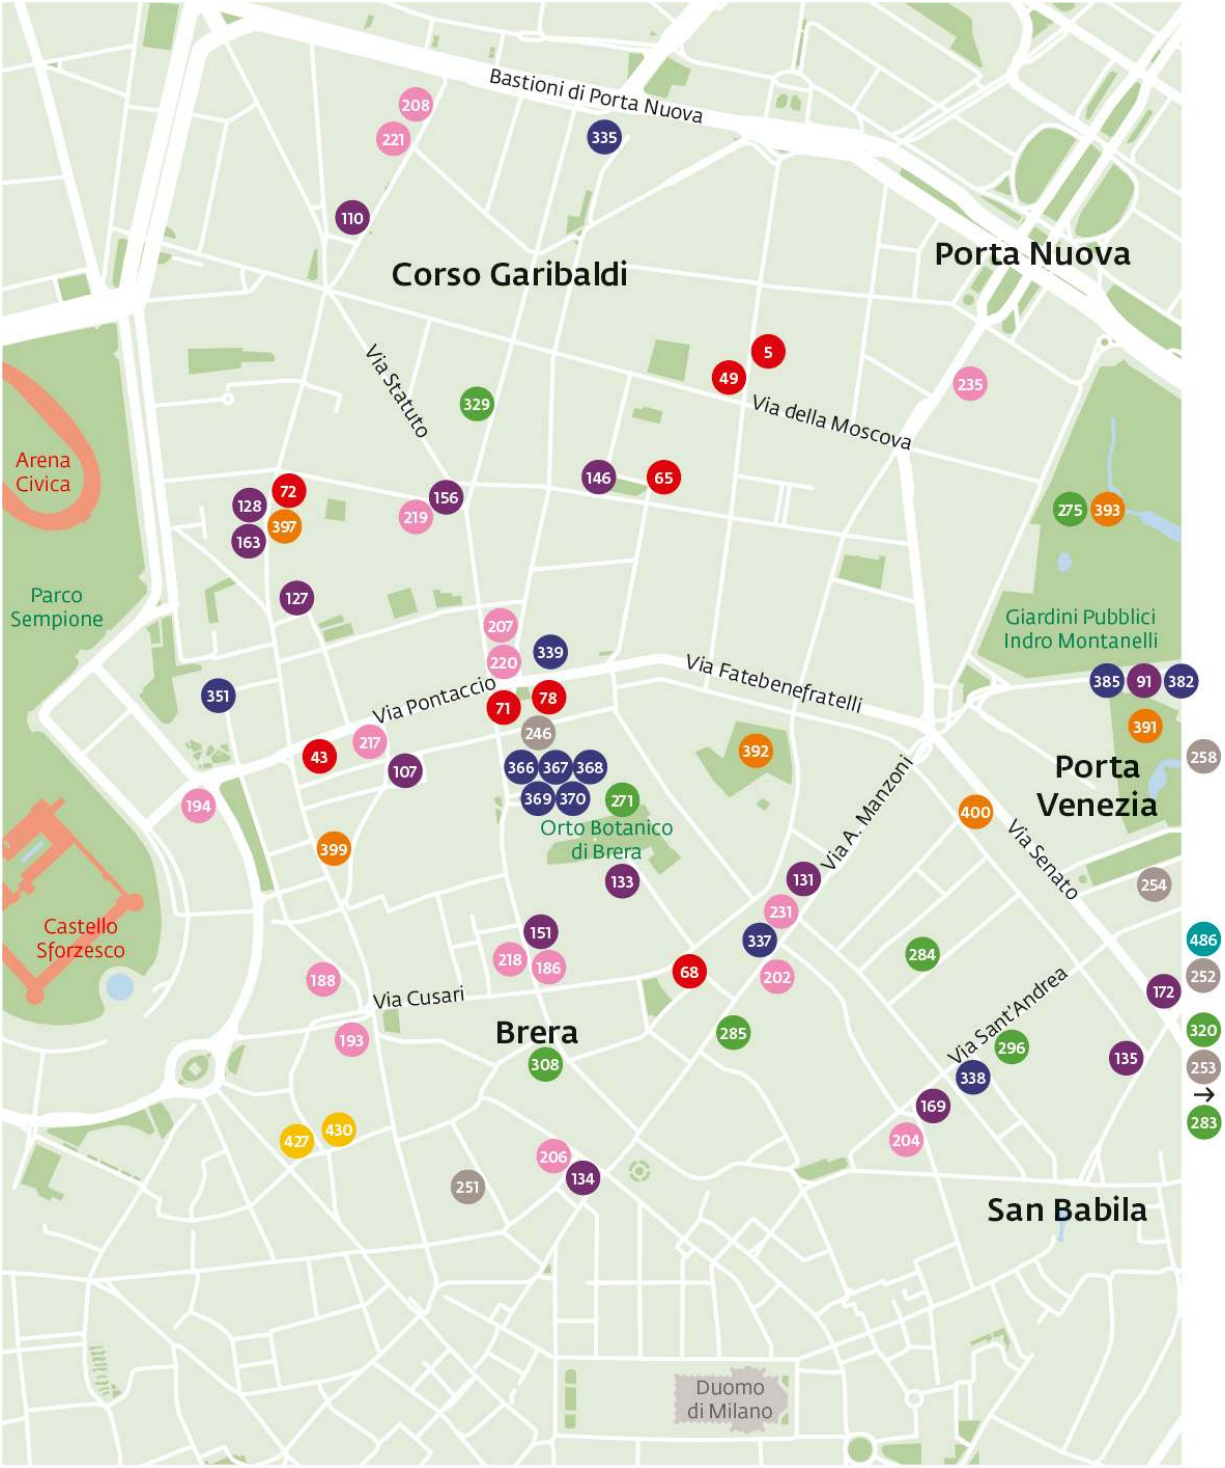 Bastioni di Porta Nuova
208
221
335
110
Porta Nuova
Corso Garibaldi
5
49
235
Via Statuto
329
Via della Moscova
Arena
Civica
146
65
72
128
156
397
219
163
275
393
Parco
Sempione
127
Giardini Pubblici
Indro Montanelli
207
339
220
Via Fatebenefratelli
385
91
382
351
Via Pontaccio
71
78
391
246
217
43
107
392
258
366
367
368
Porta
Venezia
369
370
271
194
400
Via A. Manzoni
Orto Botanico
di Brera
399
Via Senato
133
131
254
231
Castello
Sforzesco
151
337
486
218
186
284
68
202
252
188
172
Via Cusari
Via Sant'Andrea
Brera
285
320
193
296
308
135
253
338
→
169
283
427
430
204
206
134
251
San Babila
Duomo
di Milano